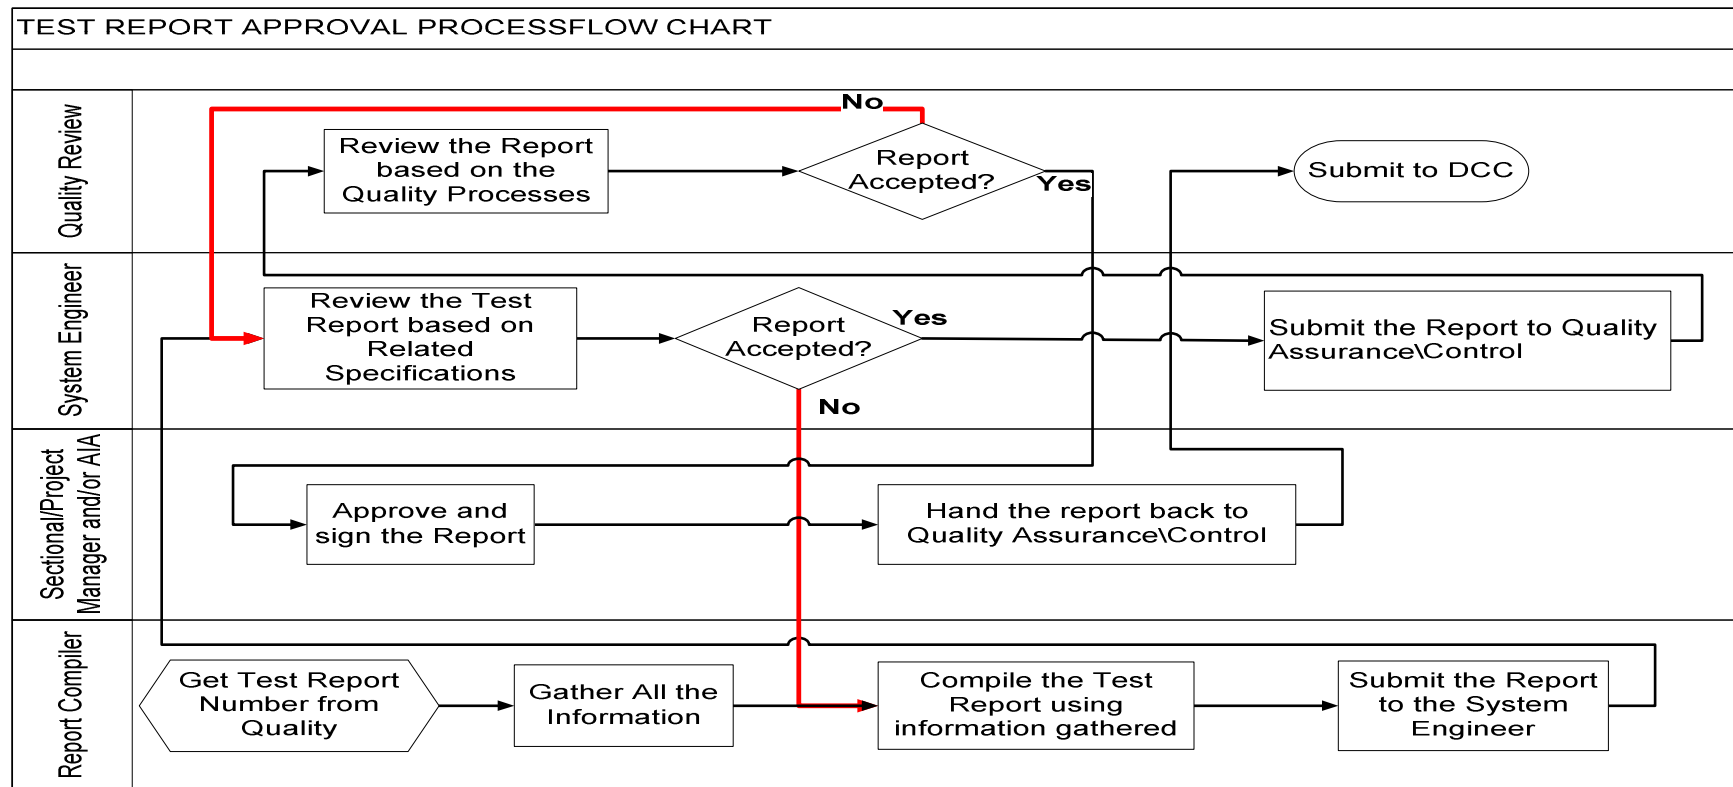 TEST REPORT APPROVAL PROCESSFLOW CHART
Quality Review
No
Review the Report
based on the
Quality Processes
Report
Accepted?
Yes
Submit to DCC
System Engineer
Review the Test
Report based on
Related
Specifications
Report
Accepted?
Yes
No
Submit the Report to Quality
Assurance\Control
Sectional/Project
Manager and/or AIA
Approve and
sign the Report
Hand the report back to
Quality Assurance\Control
Report Compiler
Get Test Report
Number from
Quality
Gather All the
Information
Compile the Test
Report using
information gathered
Submit the Report
to the System
Engineer